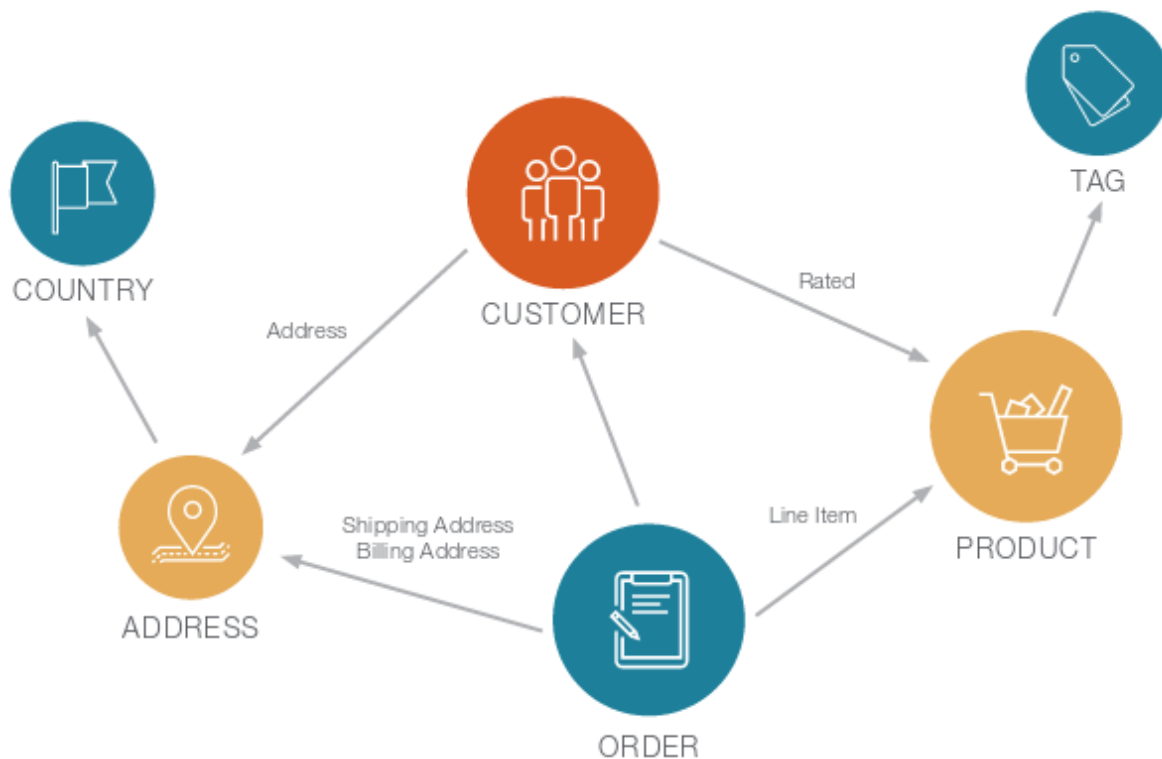 TAG
COUNTRY
CUSTOMER
Rated
Address
Shipping Address
Billing Address
Line Item
PRODUCT
ADDRESS
ORDER